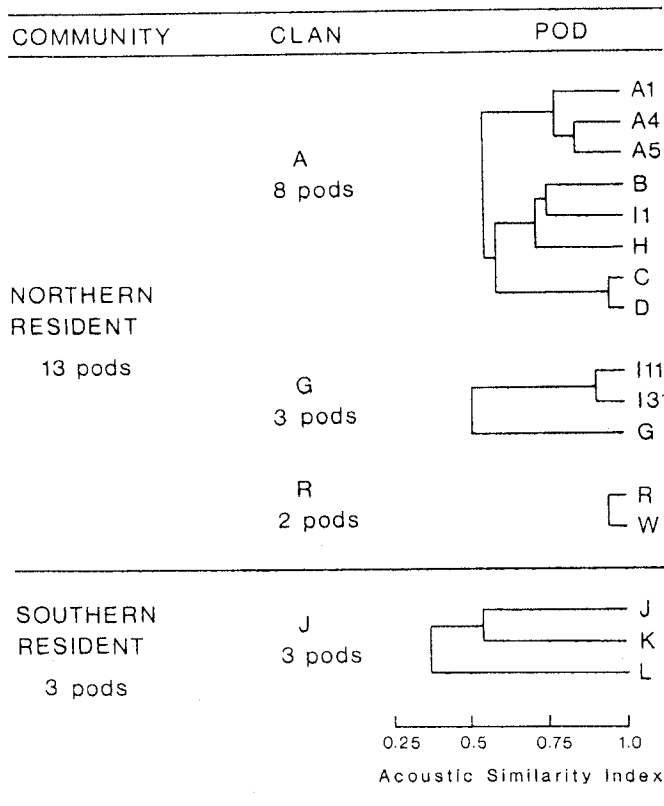 COMMUNITY CLAN POD
A1
A4
A5
A
8 pods
B
I1
H
C
D
NORTHERN
RESIDENT
13 pods
I11
I31
G
3 pods
G
R
2 pods
R
W
SOUTHERN
RESIDENT
3 pods
J
3 pods
J
K
L
0.25 0.5 0.75 1.0
Acoustic Similarity Index